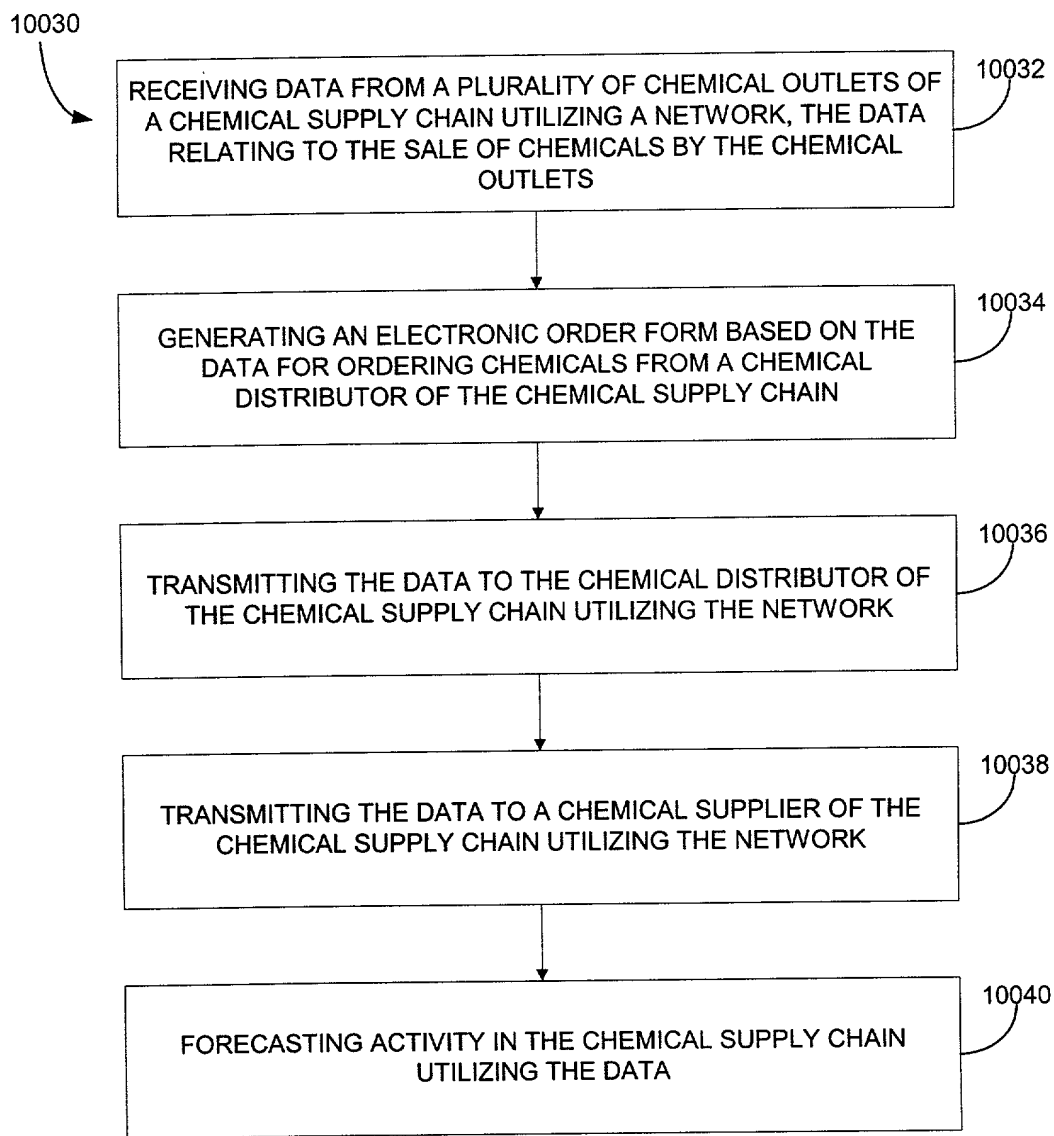 10030
RECEIVING DATA FROM A PLURALITY OF CHEMICAL OUTLETS OF
A CHEMICAL SUPPLY CHAIN UTILIZING A NETWORK, THE DATA
RELATING TO THE SALE OF CHEMICALS BY THE CHEMICAL
OUTLETS
10032
GENERATING AN ELECTRONIC ORDER FORM BASED ON THE
DATA FOR ORDERING CHEMICALS FROM A CHEMICAL
DISTRIBUTOR OF THE CHEMICAL SUPPLY CHAIN
10034
TRANSMITTING THE DATA TO THE CHEMICAL DISTRIBUTOR OF
THE CHEMICAL SUPPLY CHAIN UTILIZING THE NETWORK
10036
TRANSMITTING THE DATA TO A CHEMICAL SUPPLIER OF THE
CHEMICAL SUPPLY CHAIN UTILIZING THE NETWORK
10038
FORECASTING ACTIVITY IN THE CHEMICAL SUPPLY CHAIN
UTILIZING THE DATA
10040